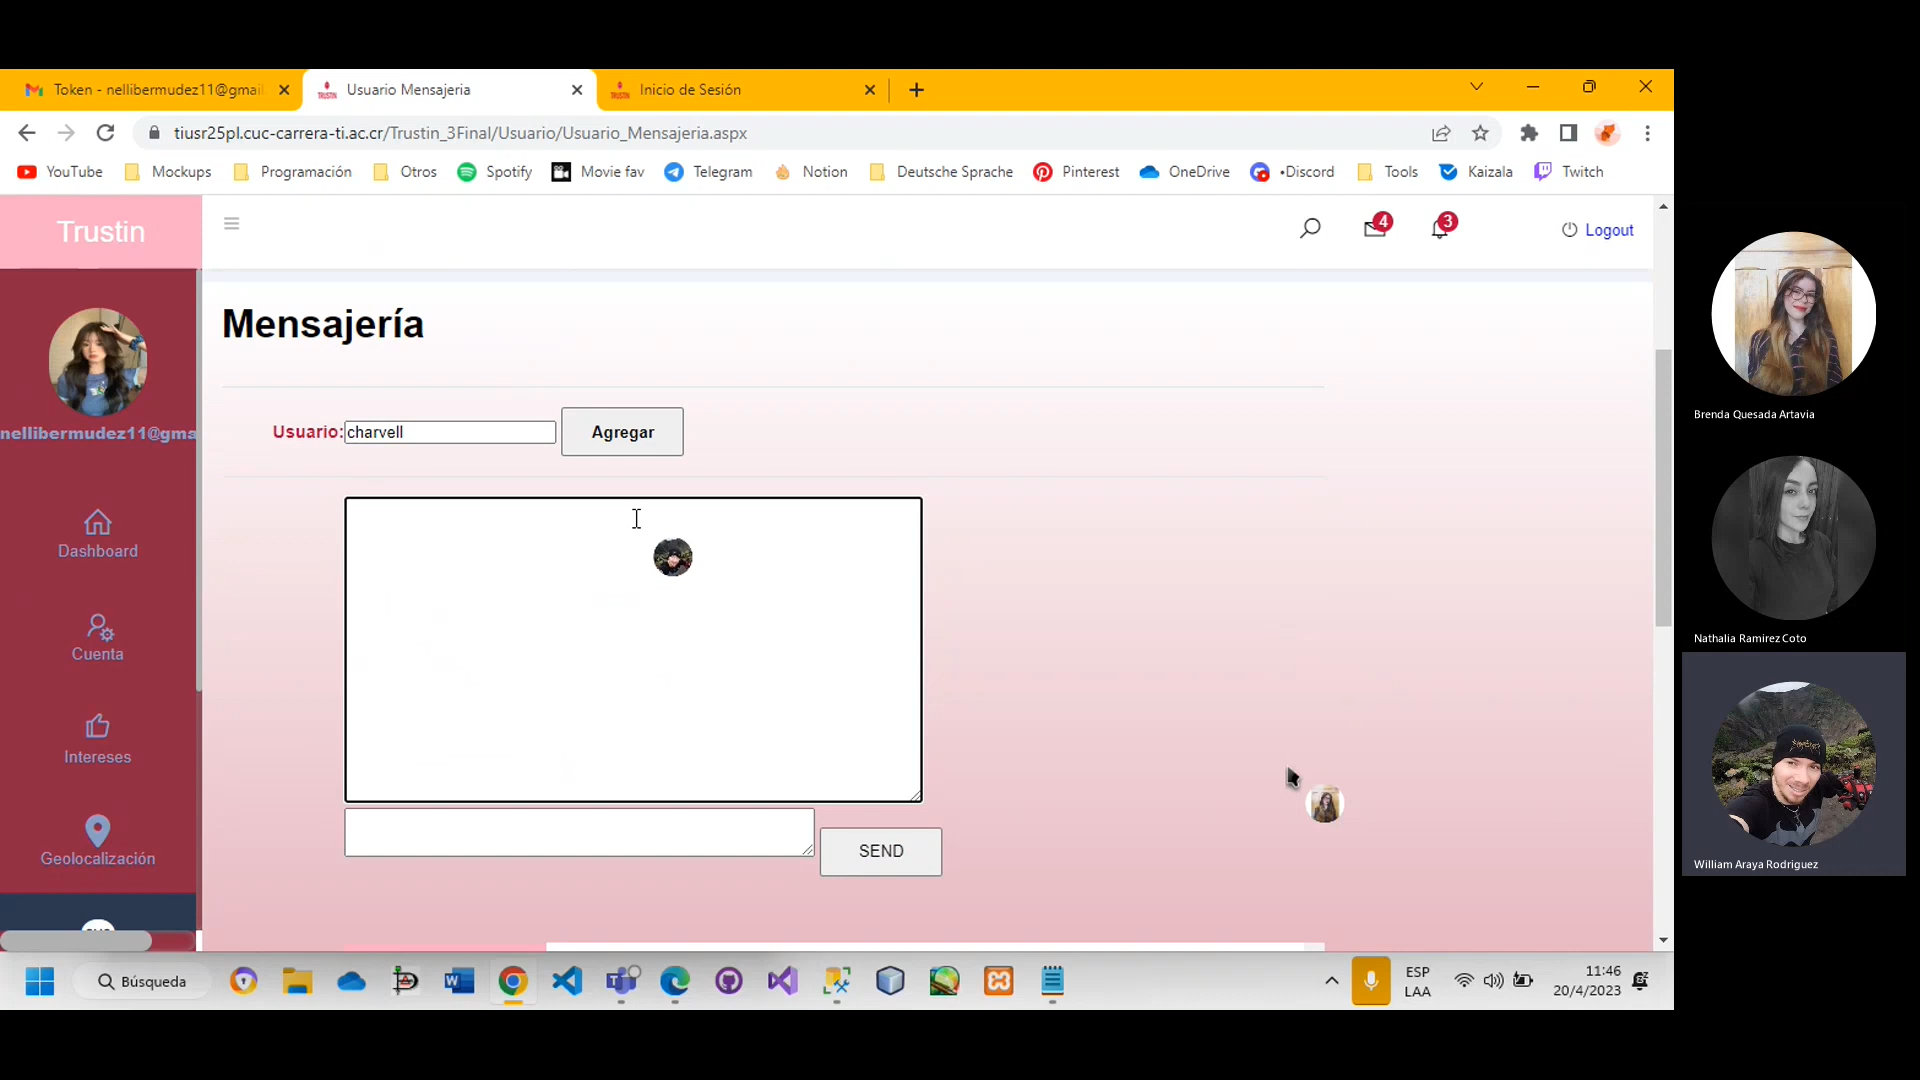 Token - nellibermudez11@gmai
Usuario Mensajeria
Inicio de Sesión
tiusr25pl.cuc-carrera-ti.ac.cr/Trustin_3Final/Usuario/Usuario_Mensajeria.aspx
YouTube
Mockups
Programación
Otros
Spotify
Movie fav
Telegram
Notion
Deutsche Sprache
Pinterest
OneDrive
•Discord
Tools
Kaizala
Twitch
Trustin
4
3
Logout
nellibermudez11@gma
Dashboard
Cuenta
Intereses
Geolocalización
Mensajería
Usuario:
charvell
Agregar
SEND
Brenda Quesada Artavia
Nathalia Ramirez Coto
William Araya Rodriguez
Búsqueda
ESP
LAA
11:46
20/4/2023